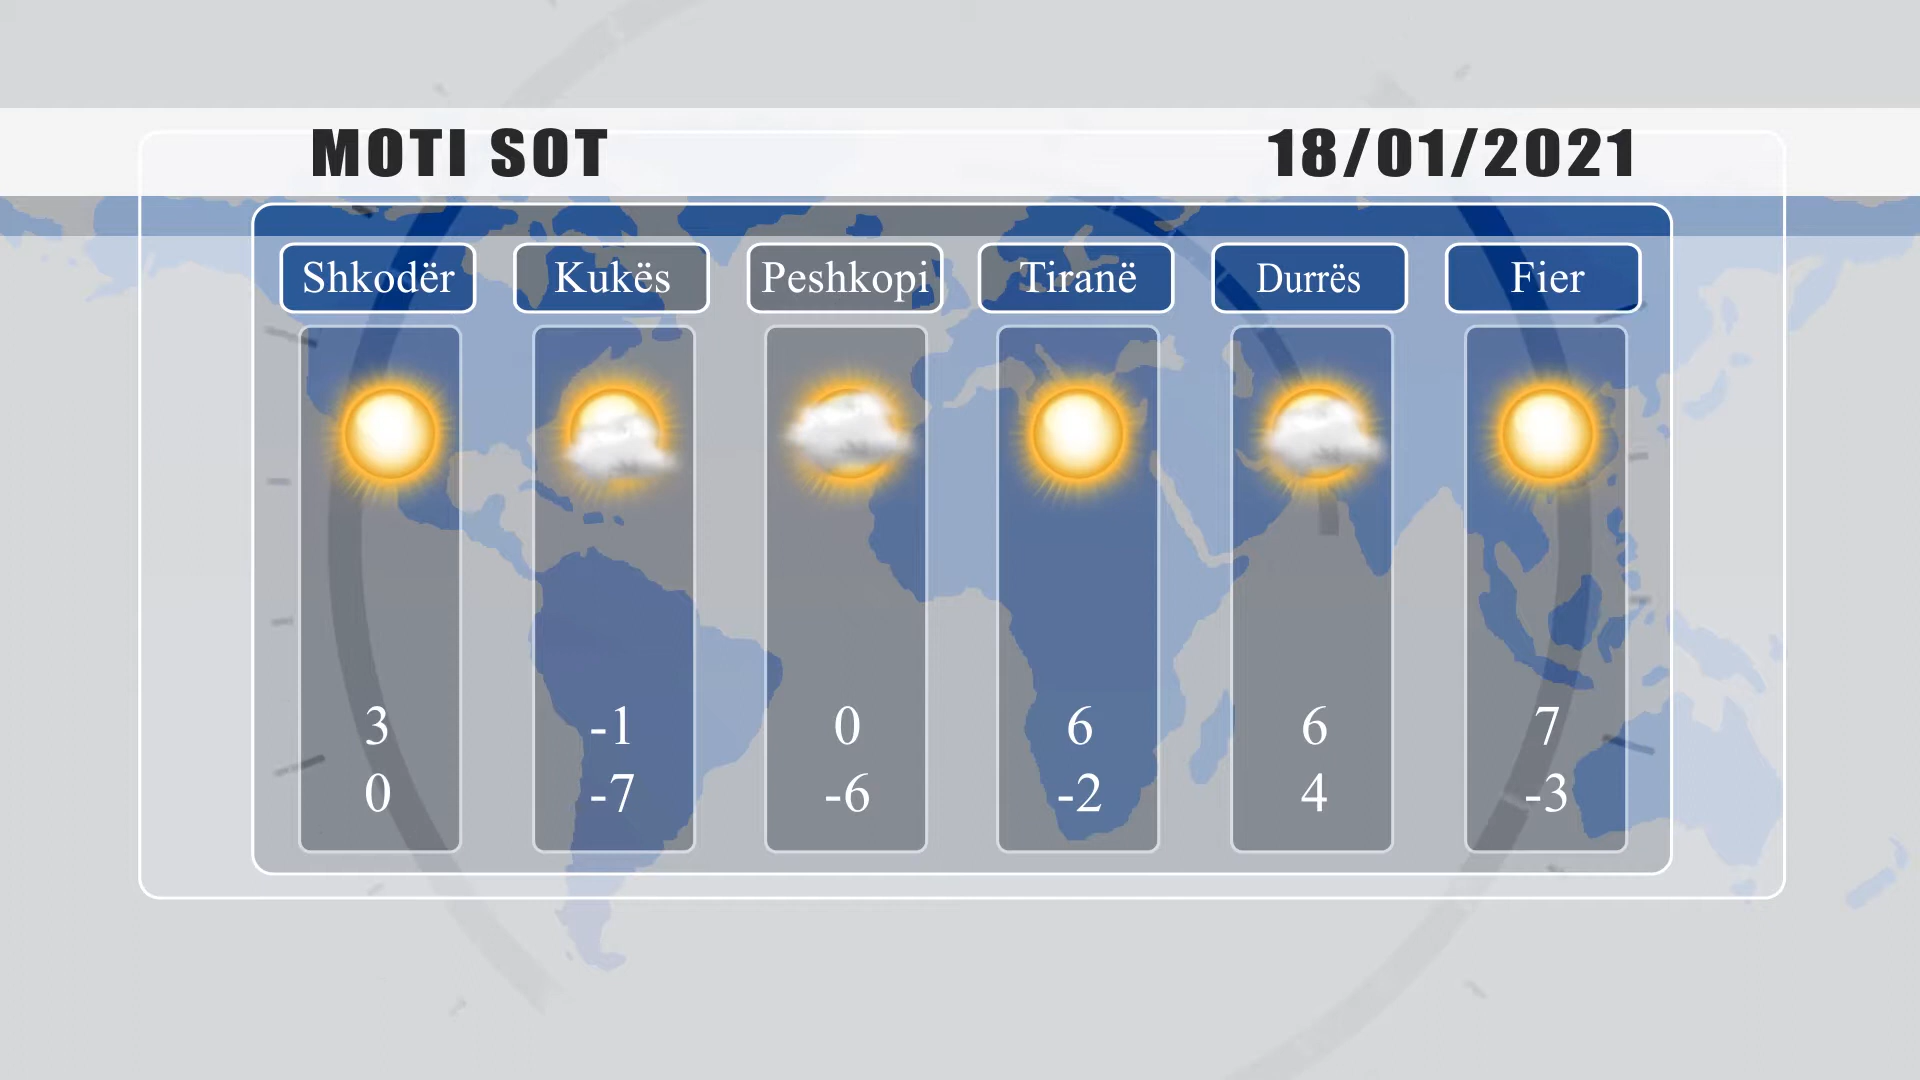 MOTI SOT 18/01/2021
Shkodër Kukës Peshkopi Tiranë Durrës Fier
3 -1 0 6 6 7
0 -7 -6 -2 4 -3